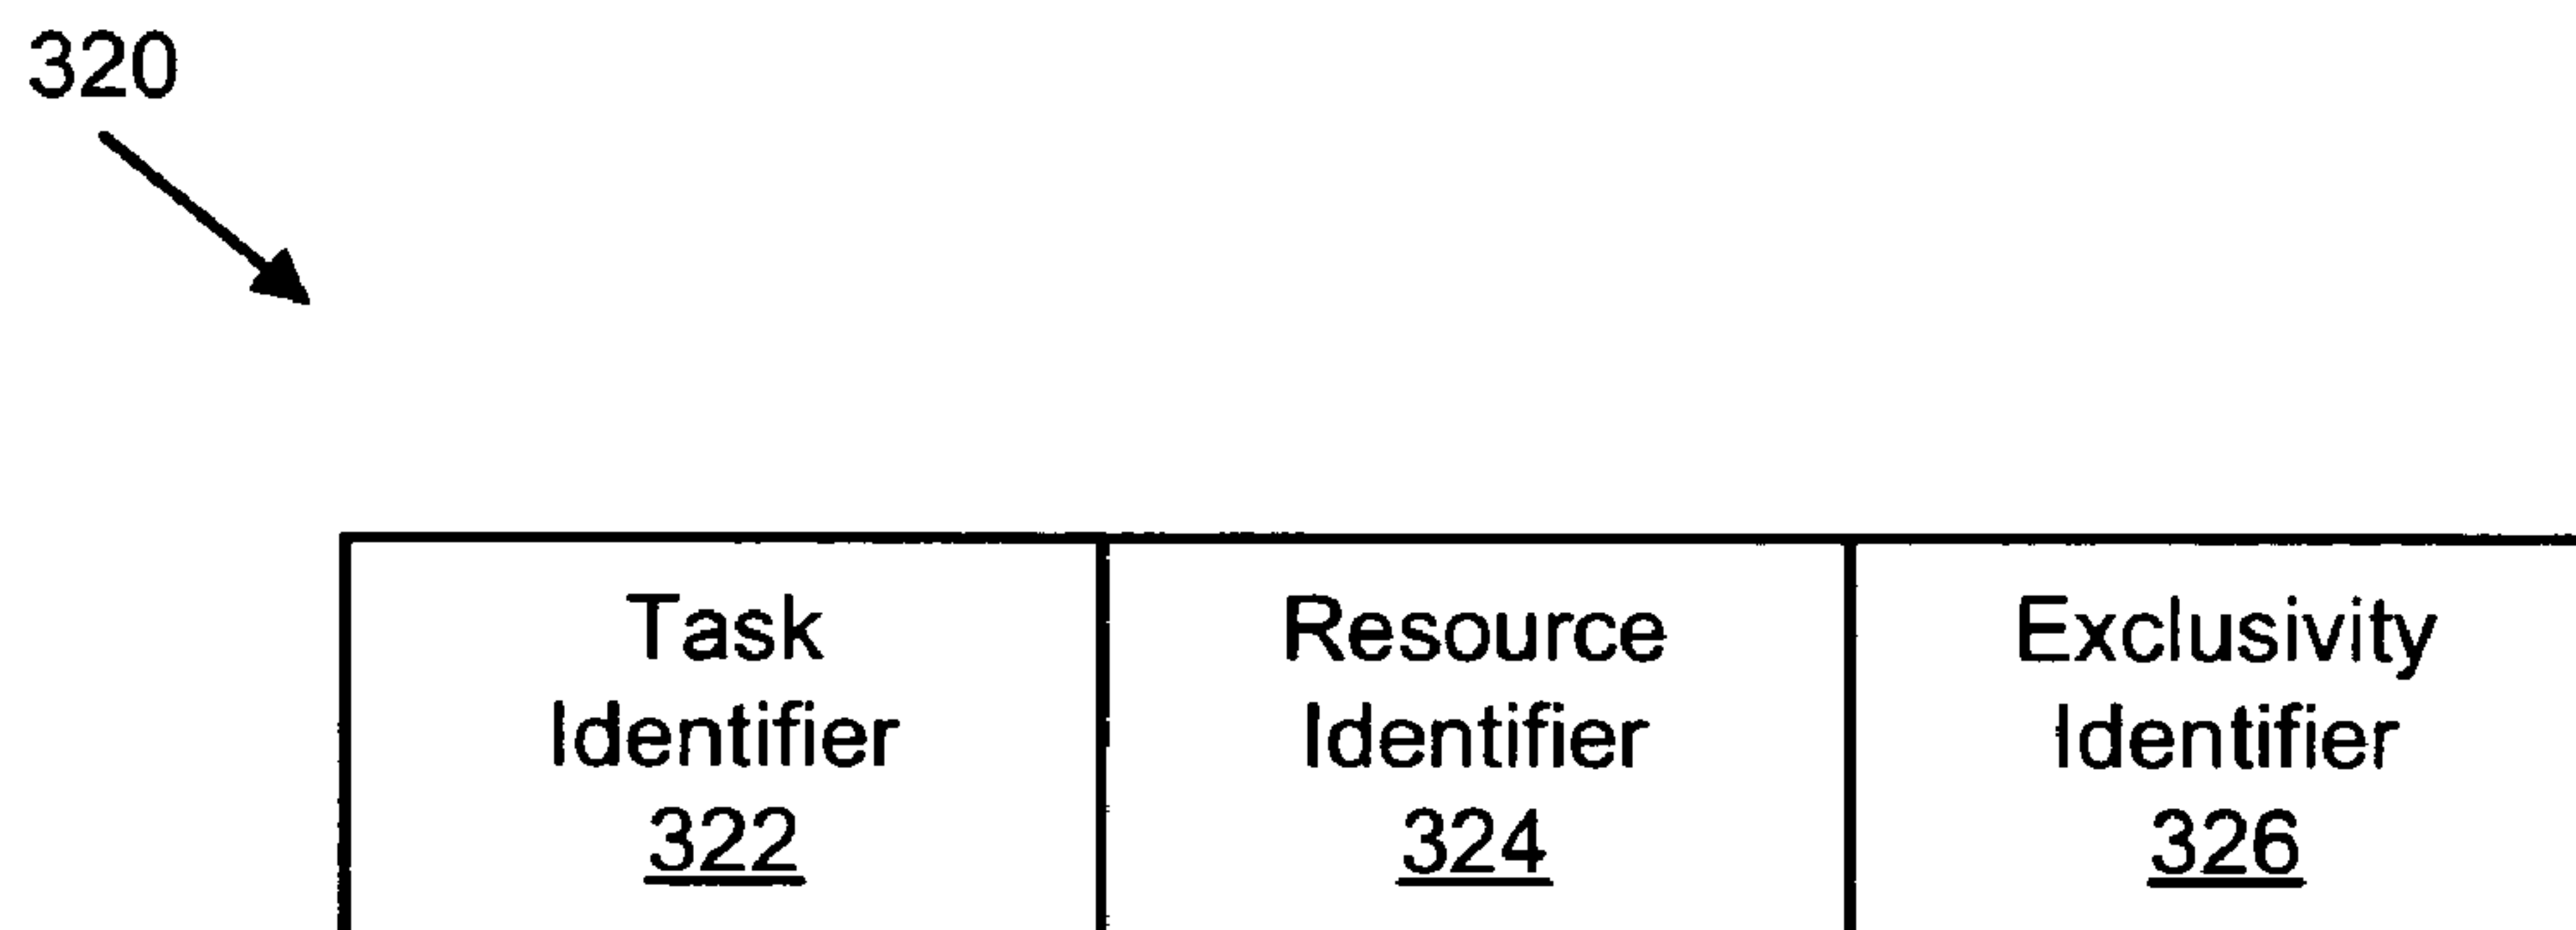 320
Task
Identifier
322
Resource
Identifier
324
Exclusivity
Identifier
326